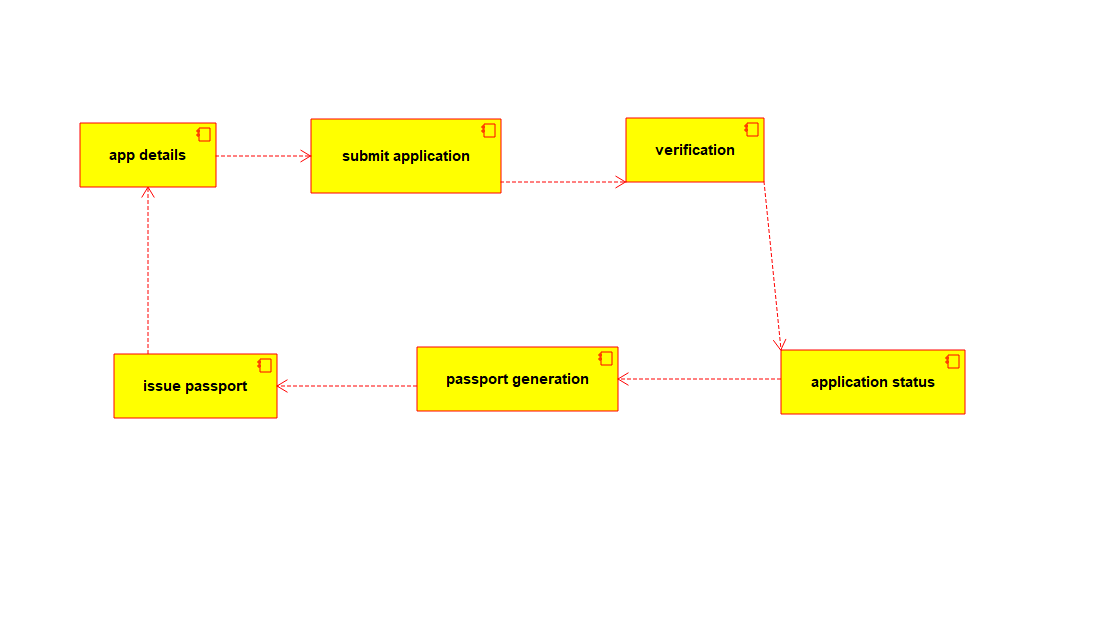 app details
submit application
verification
issue passport
passport generation
application status